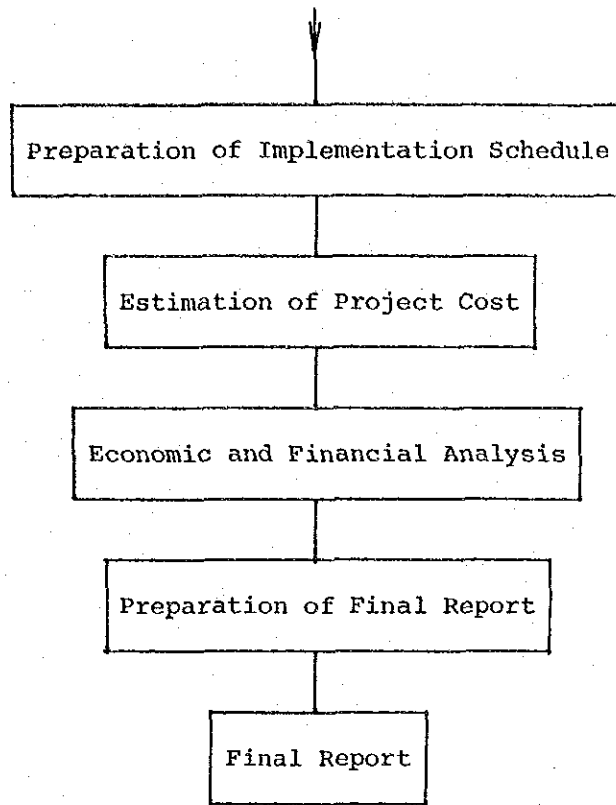 Preparation of Implementation Schedule
Estimation of Project Cost
Economic and Financial Analysis
Preparation of Final Report
Final Report